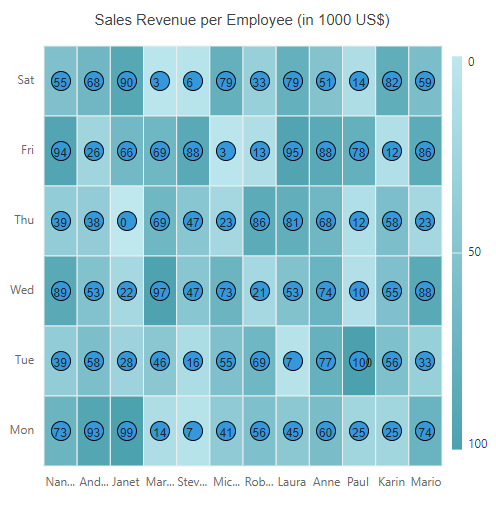 Sales Revenue per Employee (in 1000 US$)
Sat 55 68 90 3 6 79 33 79 51 14 82 59 0
Fri 94 26 66 69 88 3 13 95 88 78 12 86
Thu 39 38 0 69 47 23 86 81 68 12 58 23
50
Wed 89 53 22 97 47 73 21 53 74 10 55 88
Tue 39 58 28 46 16 55 69 7 77 100 56 33
Mon 73 93 99 14 7 41 56 45 60 25 25 74 100
Nan... And... Janet Mar... Stev... Mic... Rob... Laura Anne Paul Karin Mario